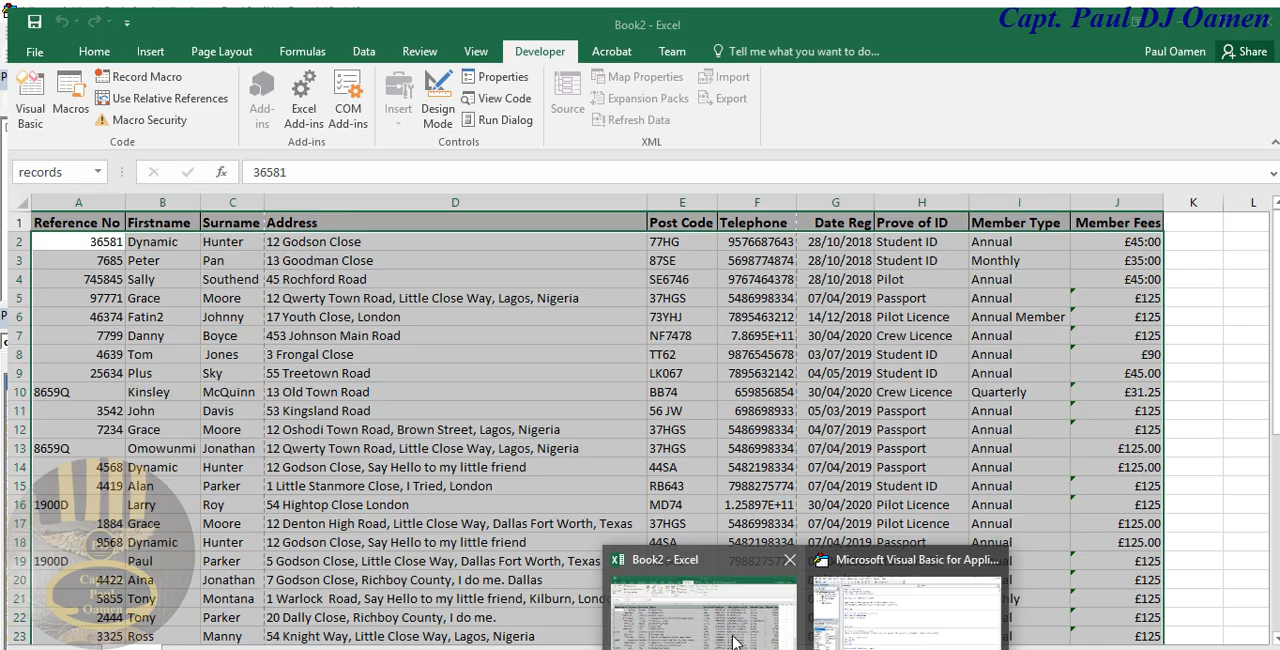 Capt. Paul DJ Oamen
Book2 - Excel
File Home Insert Page Layout Formulas Data Review View Developer Acrobat Team Tell me what you want to do... Paul Oamen Share
Visual Basic
Macros
Record Macro
Use Relative References
Macro Security
Code
Add-ins
Excel Add-ins
COM Add-ins
Add-ins
Insert
Design Mode
Properties
View Code
Run Dialog
Controls
Source
Map Properties
Expansion Packs
Refresh Data
Import
Export
XML
records fx 36581
A B C D E F G H I J K L
1 Reference No Firstname Surname Address Post Code Telephone Date Reg Prove of ID Member Type Member Fees
2 36581 Dynamic Hunter 12 Godson Close 77HG 9576687643 28/10/2018 Student ID Annual £45:00
3 7685 Peter Pan 13 Goodman Close 87SE 5698774874 28/10/2018 Student ID Monthly £35:00
4 745845 Sally Southend 45 Rochford Road SE6746 9767464378 28/10/2018 Pilot Annual £45:00
5 97771 Grace Moore 12 Qwerty Town Road, Little Close Way, Lagos, Nigeria 37HGS 5486998334 07/04/2019 Passport Annual £125
6 46374 Fatin2 Johnny 17 Youth Close, London 73YHJ 7895463212 14/12/2018 Pilot Licence Annual Member £125
7 7799 Danny Boyce 453 Johnson Main Road NF7478 7.8695E+11 30/04/2020 Crew Licence Annual £125
8 4639 Tom Jones 3 Frongal Close TT62 9876545678 03/07/2019 Student ID Annual £90
9 25634 Plus Sky 55 Treetown Road LK067 7895632142 04/05/2019 Student ID Annual £45.00
10 8659Q Kinsley McQuinn 13 Old Town Road BB74 659856854 30/04/2020 Crew Licence Quarterly £31.25
11 3542 John Davis 53 Kingsland Road 56 JW 698698933 05/03/2019 Passport Annual £125
12 7234 Grace Moore 12 Oshodi Town Road, Brown Street, Lagos, Nigeria 37HGS 5486998334 04/07/2019 Passport Annual £125
13 8659Q Omowunmi Jonathan 12 Qwerty Town Road, Little Close Way, Lagos, Nigeria 37HGS 5486998334 07/04/2019 Passport Annual £125.00
14 4568 Dynamic Hunter 12 Godson Close, Say Hello to my little friend 44SA 5482198334 07/04/2019 Passport Annual £125.00
15 4419 Alan Parker 1 Little Stanmore Close, I Tried, London RB643 7988275774 07/04/2019 Student ID Annual £125
16 1900D Larry Roy 54 Hightop Close London MD74 1.25897E+11 30/04/2020 Pilot Licence Annual £125
17 1884 Grace Moore 12 Denton High Road, Little Close Way, Dallas Fort Worth, Texas 37HGS 5486998334 07/04/2019 Pilot Licence Annual £125.00
18 9568 Dynamic Hunter 12 Godson Close, Say Hello to my little friend 44SA 5482198334 07/04/2019 Passport Annual £125.00
19 1900D Paul Parker 5 Godson Close, Little Close Way, Dallas Fort Worth, Texas £125
20 4422 Aina Jonathan 7 Godson Close, Richboy County, I do me. Dallas £125
21 Montana £125
22 2444 Tony 20 Sally Close, Richboy County, I do me. £125
23 3325 Manny 54 Knight Way, Little Close Way, Lagos, Nigeria £125
Book2 - Excel
Microsoft Visual Basic for Appli...